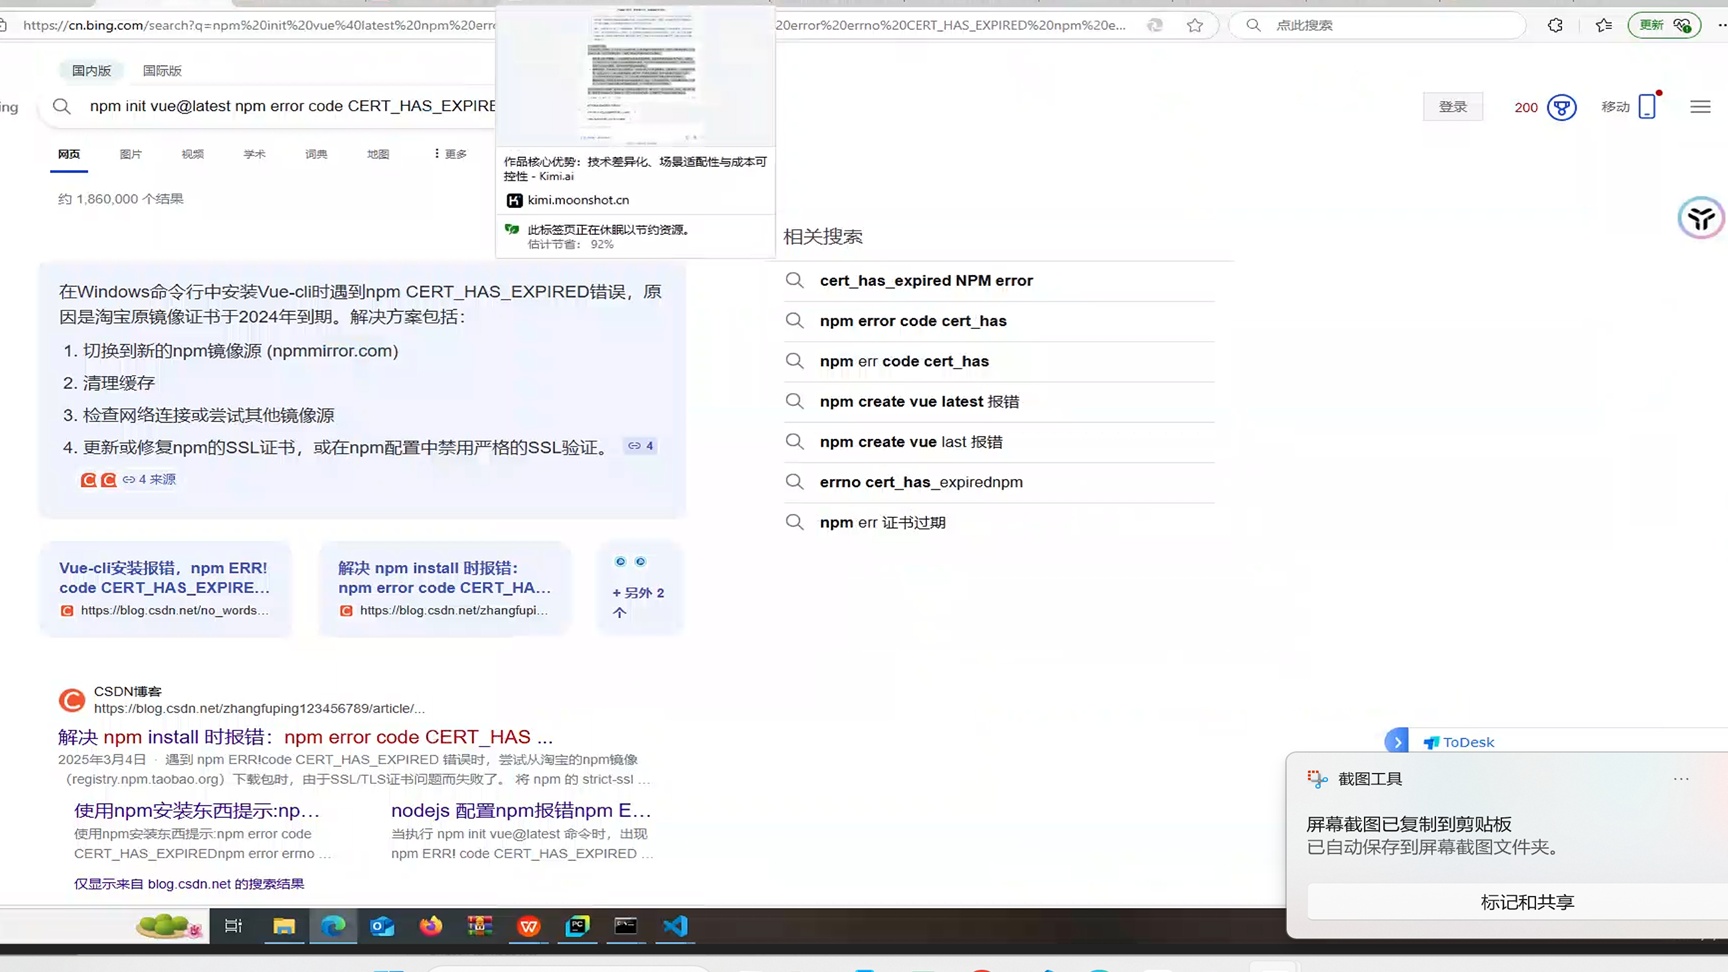 https://cn.bing.com/search?q=npm%20init%20vue%40latest%20npm%20erro
20error%20errno%20CERT_HAS_EXPIRED%20npm%20e...
点此搜索
更新
国内版
国际版
ing
npm init vue@latest npm error code CERT_HAS_EXPIRE
登录
200
移动
网页
图片
视频
学术
词典
地图
更多
约 1,860,000 个结果
作品核心优势：技术差异化、场景适配性与成本可
控性 - Kimi.ai
kimi.moonshot.cn
此标签页正在休眠以节约资源。
估计节省： 92%
在Windows命令行中安装Vue-cli时遇到npm CERT_HAS_EXPIRED错误，原
因是淘宝原镜像证书于2024年到期。解决方案包括：
1. 切换到新的npm镜像源 (npmmirror.com)
2. 清理缓存
3. 检查网络连接或尝试其他镜像源
4. 更新或修复npm的SSL证书，或在npm配置中禁用严格的SSL验证。 4
4 来源
Vue-cli安装报错，npm ERR!
code CERT_HAS_EXPIRE...
https://blog.csdn.net/no_words...
解决 npm install 时报错：
npm error code CERT_HA...
https://blog.csdn.net/zhangfupi...
+ 另外 2
个
CSDN博客
https://blog.csdn.net/zhangfuping123456789/article/...
解决 npm install 时报错：npm error code CERT_HAS ...
2025年3月4日 · 遇到 npm ERR!code CERT_HAS_EXPIRED 错误时，尝试从淘宝的npm镜像
（registry.npm.taobao.org）下载包时，由于SSL/TLS证书问题而失败了。 将 npm 的 strict-ssl ...
使用npm安装东西提示:np...
使用npm安装东西提示:npm error code
CERT_HAS_EXPIREDnpm error errno ...
nodejs 配置npm报错npm E...
当执行 npm init vue@latest 命令时，出现
npm ERR! code CERT_HAS_EXPIRED ...
仅显示来自 blog.csdn.net 的搜索结果
相关搜索
cert_has_expired NPM error
npm error code cert_has
npm err code cert_has
npm create vue latest 报错
npm create vue last 报错
errno cert_has_expirednpm
npm err 证书过期
ToDesk
截图工具
屏幕截图已复制到剪贴板
已自动保存到屏幕截图文件夹。
标记和共享